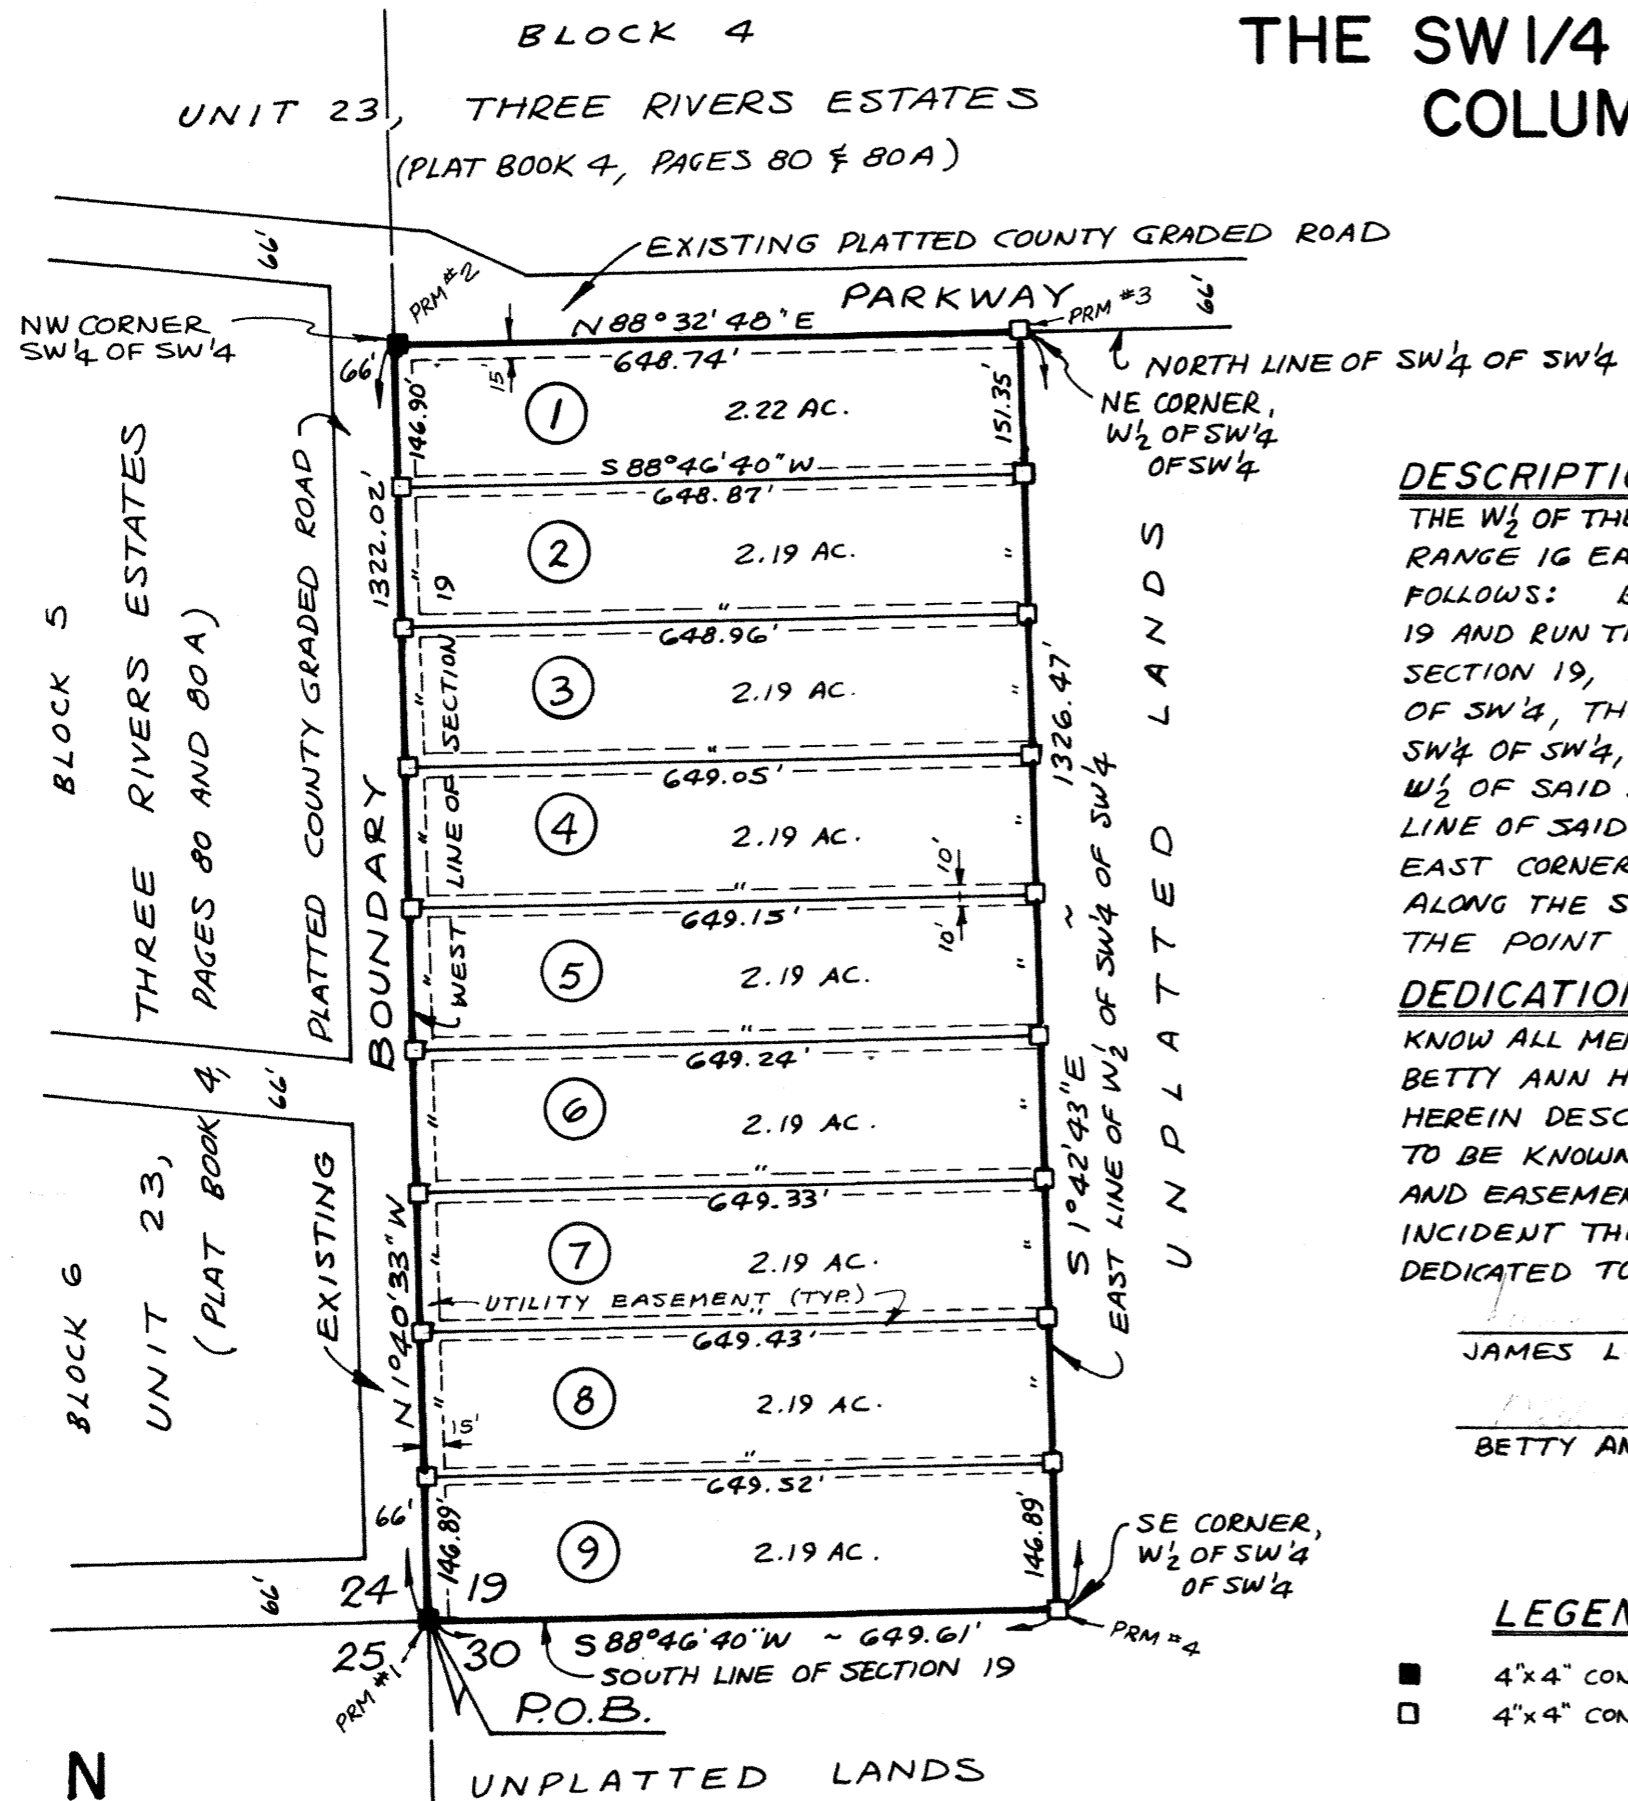 BLOCK 4
UNIT 23, THREE RIVERS ESTATES
(PLAT BOOK 4, PAGES 80 & 80A)
THE SW1/4
COLUM
66'
EXISTING PLATTED COUNTY GRADED ROAD
PRM #2
PARKWAY
PRM #3
66'
NW CORNER
SW¼ OF SW¼
N88°32'48"E
648.74'
66'
15'
NORTH LINE OF SW¼ OF SW¼
NE CORNER,
W½ OF SW¼
OF SW¼
146.90'
1
2.22 AC.
151.35'
S88°46'40"W
648.87'
2
2.19 AC.
"
"
"
648.96'
3
2.19 AC.
"
"
"
649.05'
4
2.19 AC.
"
"
10'
10'
"
649.15'
5
2.19 AC.
"
"
"
649.24'
6
2.19 AC.
"
"
"
649.33'
7
2.19 AC.
"
"
UTILITY EASEMENT (TYP.)
"
649.43'
8
2.19 AC.
"
"
15'
"
649.52'
9
2.19 AC.
146.89'
146.89'
66'
66'
24 19
25 30
S88°46'40"W ~ 649.61'
SOUTH LINE OF SECTION 19
PRM #1
PRM #4
P.O.B.
SE CORNER,
W½ OF SW¼
OF SW¼
UNPLATTED LANDS
N
BLOCK 5
THREE RIVERS ESTATES
PAGES 80 AND 80A)
PLATTED COUNTY GRADED ROAD
1322.02'
BOUNDARY
WEST LINE OF SECTION 19
66'
BLOCK 6
UNIT 23,
(PLAT BOOK 4,
EXISTING
N1°40'33"W
1326.47'
~
S1°42'43"E
EAST LINE OF W½ OF SW¼ OF SW¼
UNPLATTED LANDS
DESCRIPTIO
THE W½ OF THE
RANGE 16 EA
FOLLOWS:
19 AND RUN T
SECTION 19,
OF SW¼, TH
SW¼ OF SW¼,
W½ OF SAID
LINE OF SAID
EAST CORNER
ALONG THE S
THE POINT
DEDICATION
KNOW ALL MEN
BETTY ANN H
HEREIN DESC
TO BE KNOWN
AND EASEMEN
INCIDENT THE
DEDICATED TO
JAMES L
BETTY AN
LEGEN
4"x4" CON
4"x4" CON